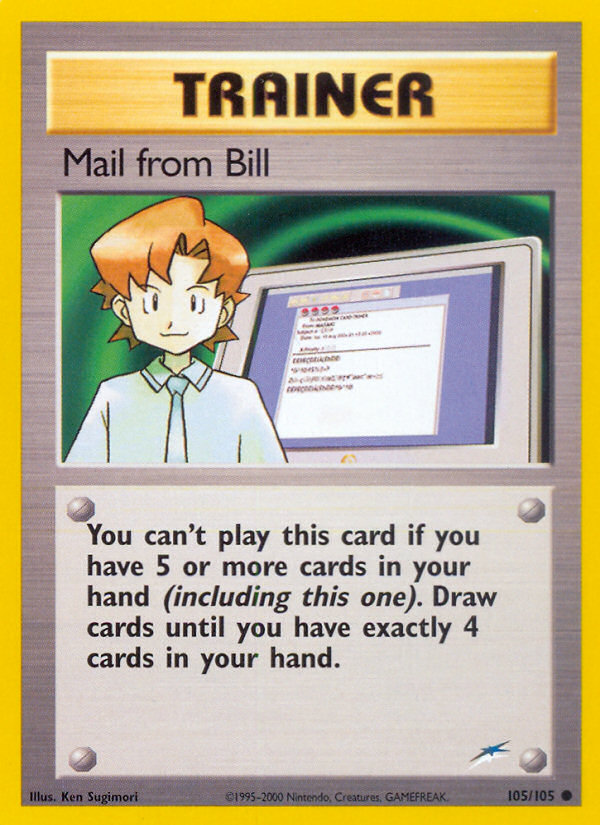 TRAINER
Mail from Bill
You can't play this card if you
have 5 or more cards in your
hand (including this one). Draw
cards until you have exactly 4
cards in your hand.
Illus. Ken Sugimori
©1995-2000 Nintendo, Creatures, GAMEFREAK.
105/105